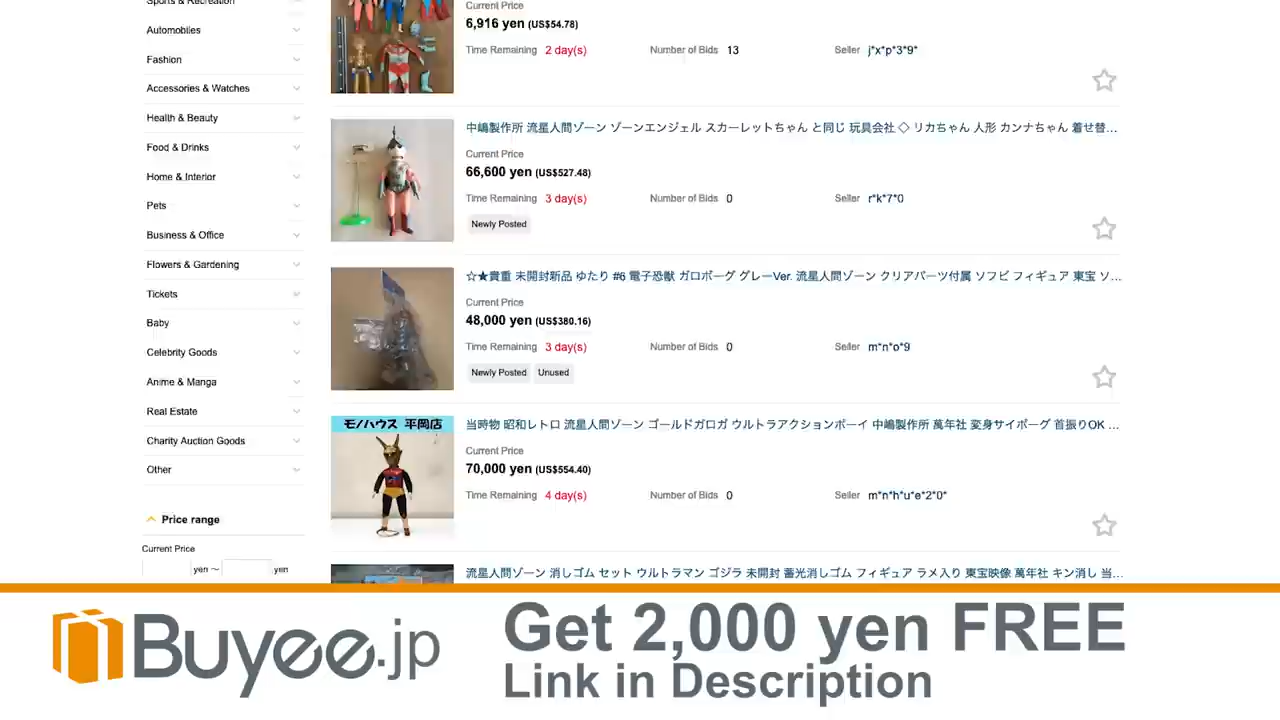 Sports & Recreation
Automobiles
Fashion
Accessories & Watches
Health & Beauty
Food & Drinks
Home & Interior
Pets
Business & Office
Flowers & Gardening
Tickets
Baby
Celebrity Goods
Anime & Manga
Real Estate
Charity Auction Goods
Other
Price range
Current Price
yen ～ yen
Current Price
6,916 yen (US$54.78)
Time Remaining 2 day(s) Number of Bids 13 Seller j*x*p*3*9*
中嶋製作所 流星人間ゾーン ゾーンエンジェル スカーレットちゃん と同じ 玩具会社 ◇ リカちゃん 人形 カンナちゃん 着せ替…
Current Price
66,600 yen (US$527.48)
Time Remaining 3 day(s) Number of Bids 0 Seller r*k*7*0
Newly Posted
☆★貴重 未開封新品 ゆたり #6 電子恐獣 ガロボーグ グレーVer. 流星人間ゾーン クリアパーツ付属 ソフビ フィギュア 東宝 ソ…
Current Price
48,000 yen (US$380.16)
Time Remaining 3 day(s) Number of Bids 0 Seller m*n*o*9
Newly Posted Unused
モノハウス 平岡店
当時物 昭和レトロ 流星人間ゾーン ゴールドガロガ ウルトラアクションボーイ 中嶋製作所 萬年社 変身サイボーグ 首振りOK …
Current Price
70,000 yen (US$554.40)
Time Remaining 4 day(s) Number of Bids 0 Seller m*n*h*u*e*2*0*
流星人間ゾーン 消しゴム セット ウルトラマン ゴジラ 未開封 蓄光消しゴム フィギュア ラメ入り 東宝映像 萬年社 キン消し 当…
Buyee.jp
Get 2,000 yen FREE
Link in Description